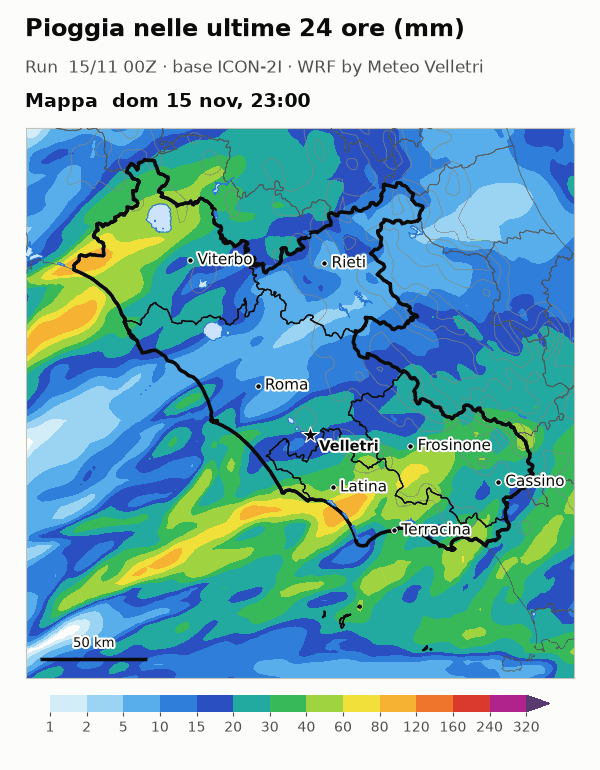 Pioggia nelle ultime 24 ore (mm)
Run 15/11 00Z · base ICON-2I · WRF by Meteo Velletri
Mappa dom 15 nov, 23:00
Viterbo
Rieti
Roma
Velletri
Frosinone
Latina
Cassino
Terracina
50 km
1 2 5 10 15 20 30 40 60 80 120 160 240 320